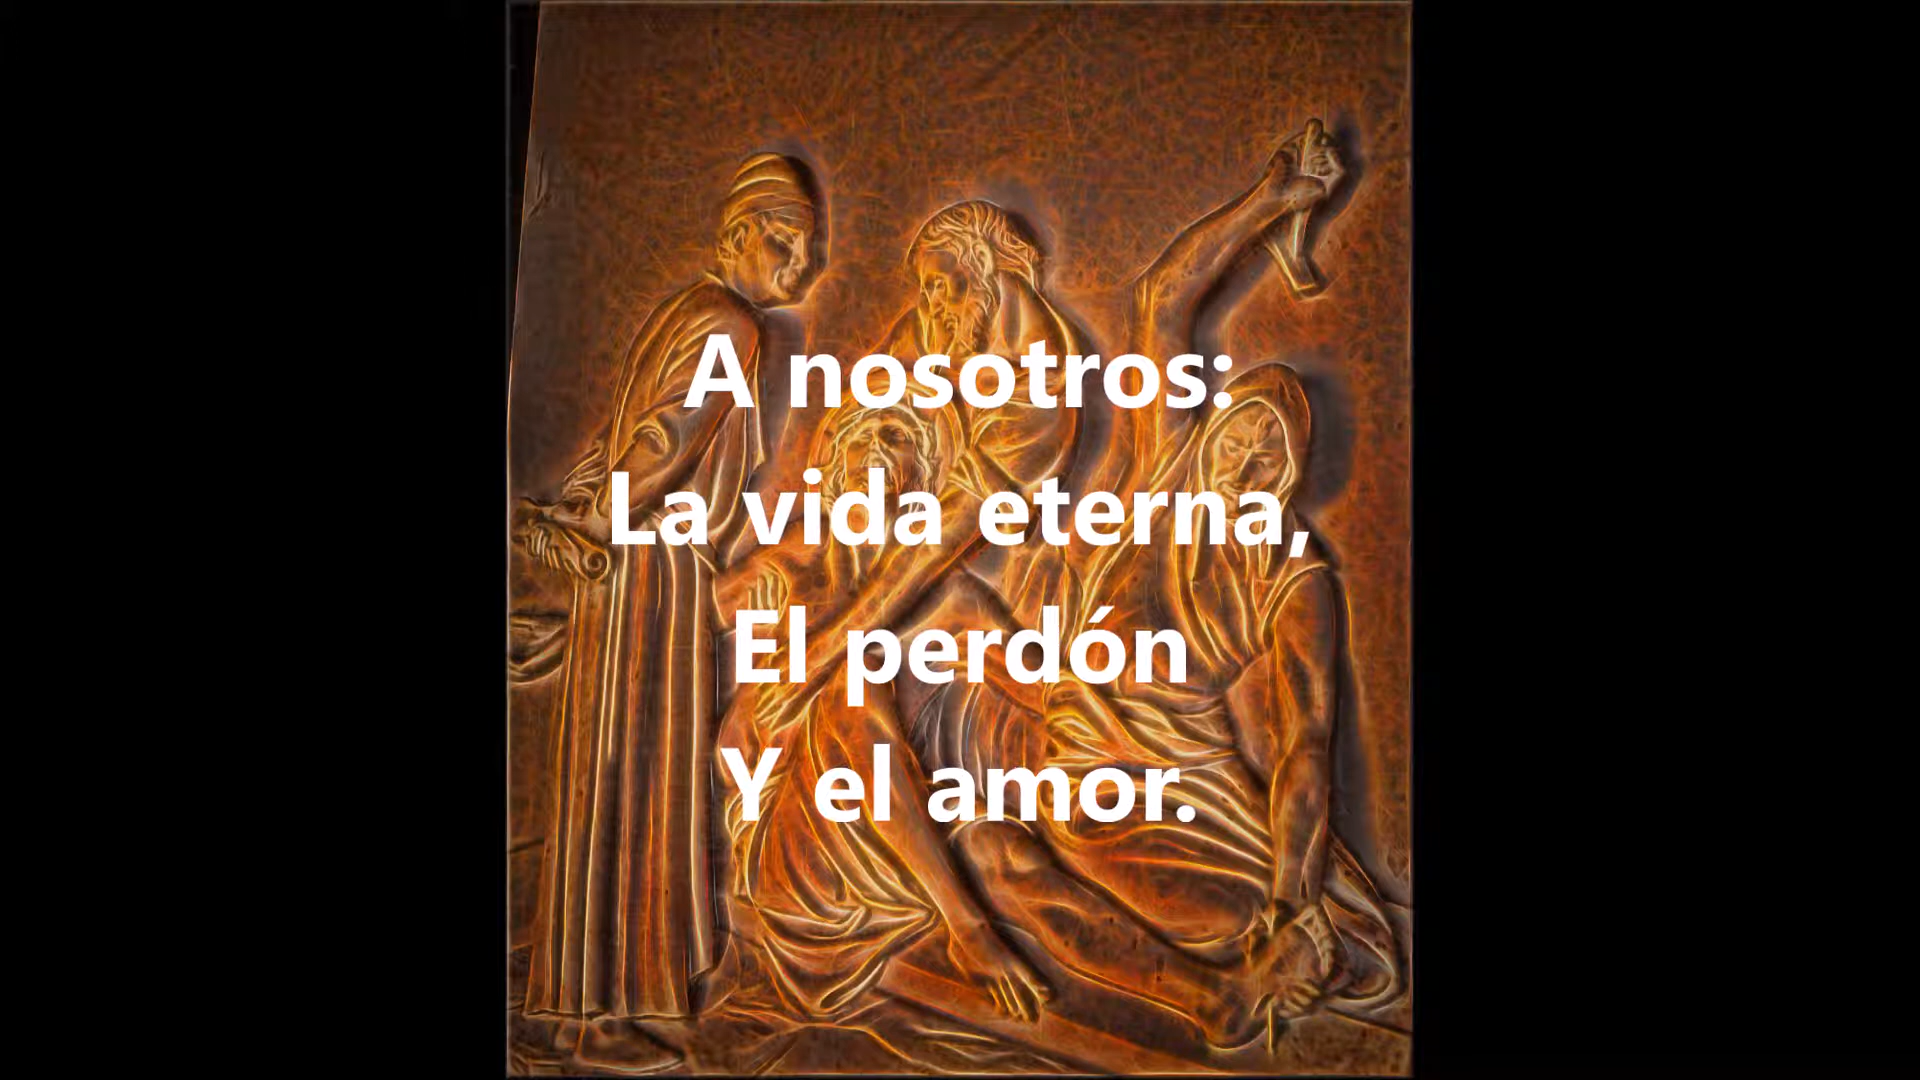 A nosotros:
La vida eterna,
El perdón
Y el amor.